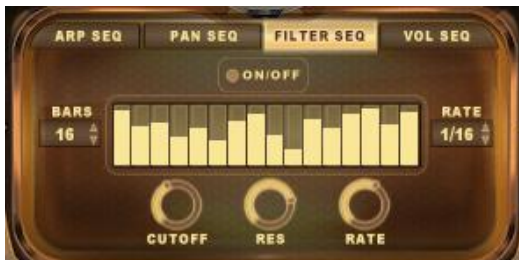 ARP SEQ PAN SEQ FILTER SEQ VOL SEQ
ON/OFF
BARS RATE
16 1/16
CUTOFF RES RATE